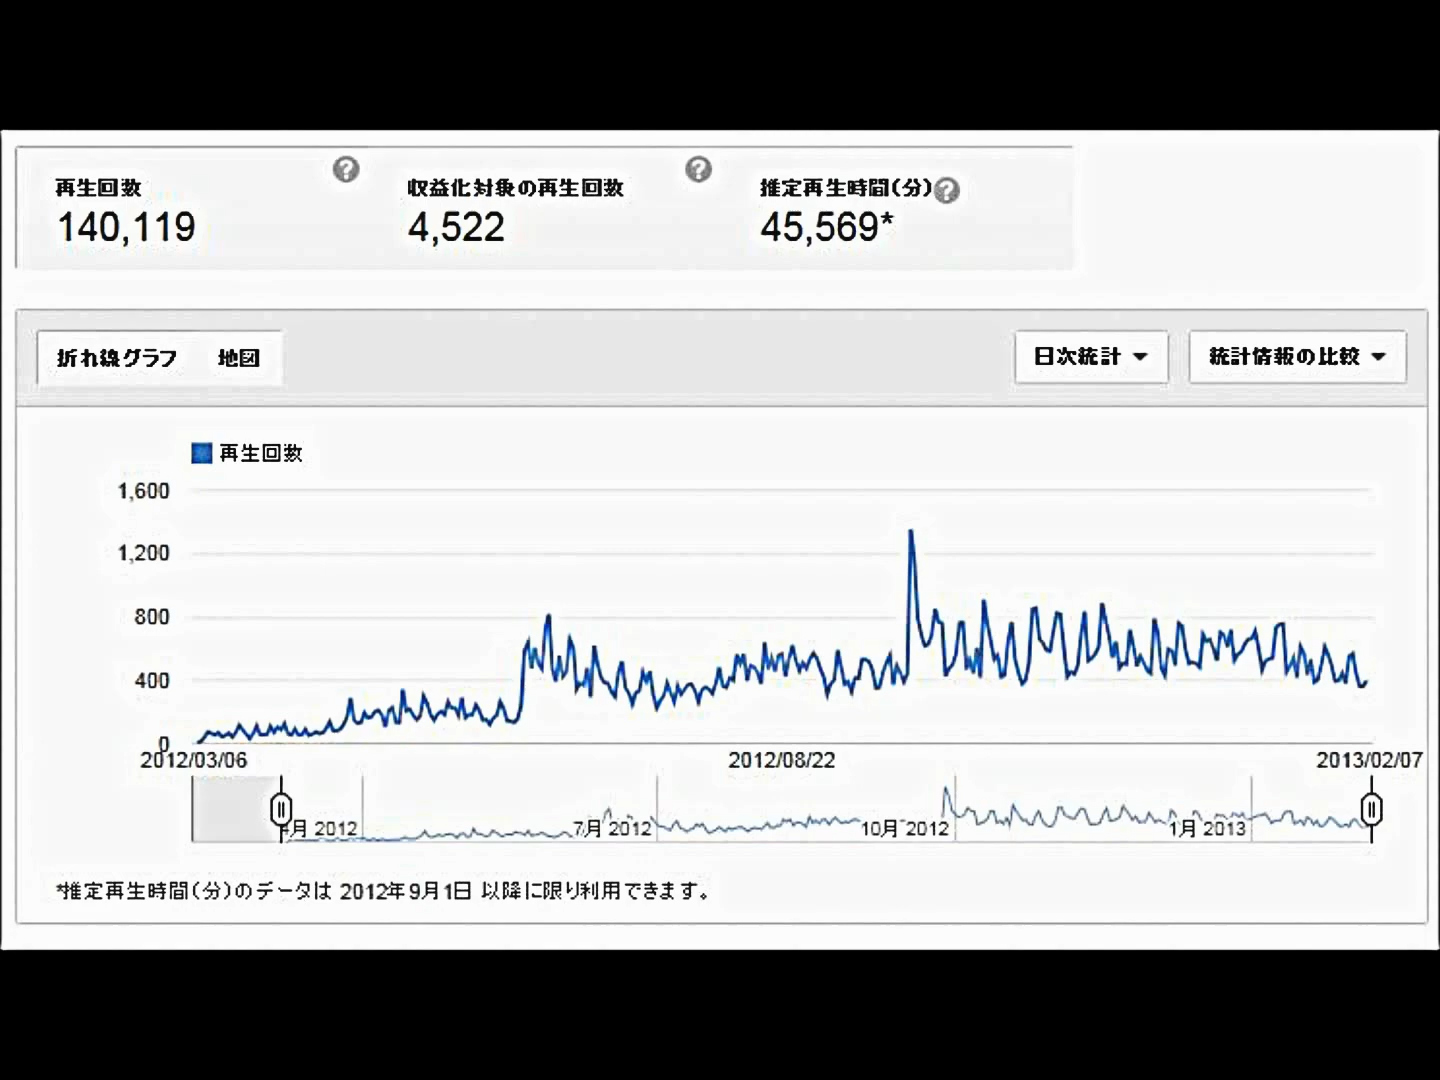 再生回数
140,119
収益化対象の再生回数
4,522
推定再生時間(分)
45,569*
折れ線グラフ 地図
日次統計
統計情報の比較
再生回数
1,600
1,200
800
400
0
2012/03/06 2012/08/22 2013/02/07
4月 2012 7月 2012 10月 2012 1月 2013
*推定再生時間(分)のデータは 2012年9月1日 以降に限り利用できます。